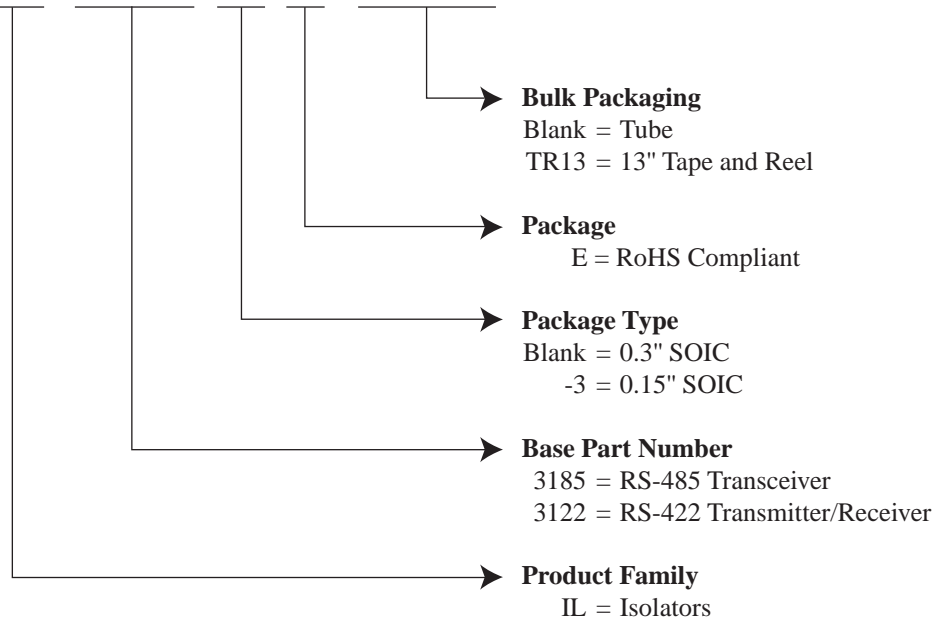 Bulk Packaging
Blank = Tube
TR13 = 13" Tape and Reel
Package
E = RoHS Compliant
Package Type
Blank = 0.3" SOIC
-3 = 0.15" SOIC
Base Part Number
3185 = RS-485 Transceiver
3122 = RS-422 Transmitter/Receiver
Product Family
IL = Isolators